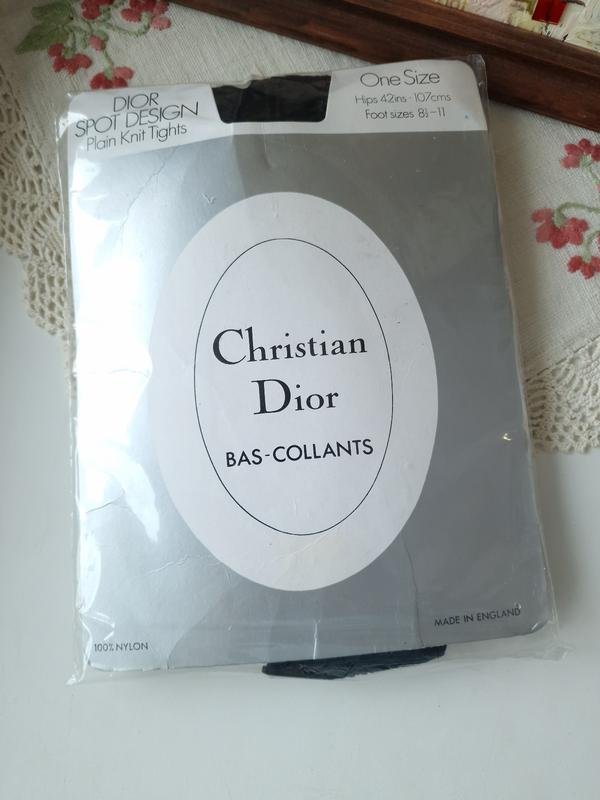 DIOR
SPOT DESIGN
Plain Knit Tights
One Size
Hips 42ins - 107cms
Foot sizes 8½-11
Christian
Dior
BAS-COLLANTS
100% NYLON
MADE IN ENGLAND